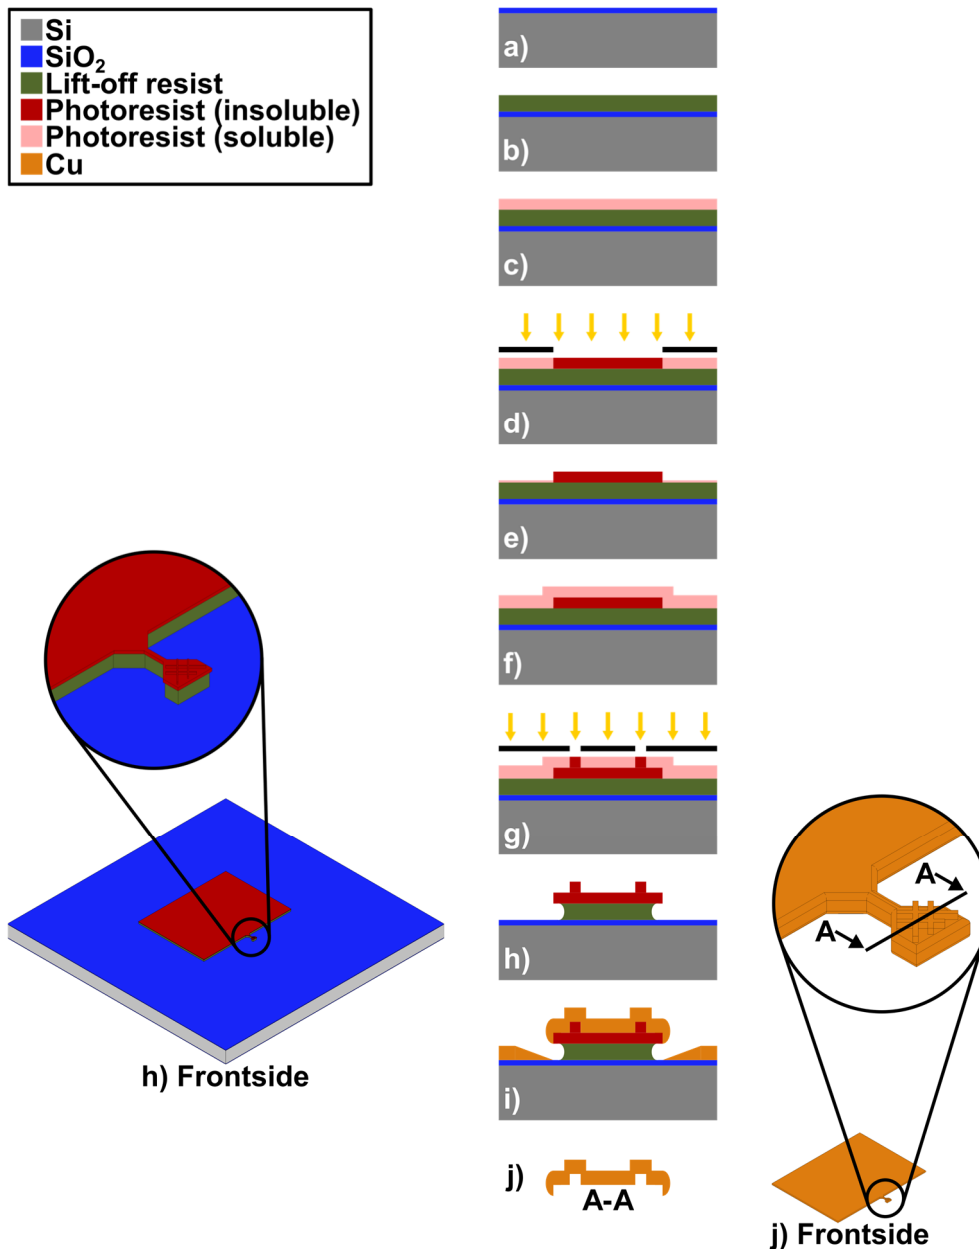 Si
SiO₂
Lift-off resist
Photoresist (insoluble)
Photoresist (soluble)
Cu
a)
b)
c)
d)
e)
f)
g)
h)
i)
j)
A-A
h) Frontside
A
A
j) Frontside